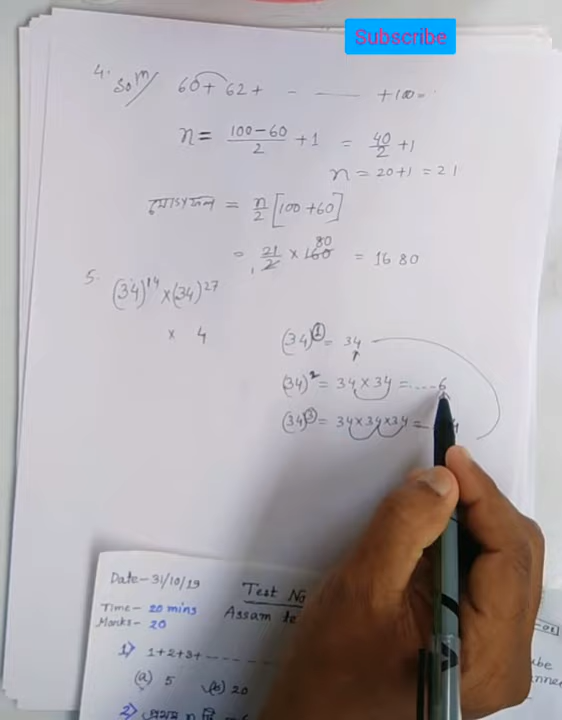 Subscribe
4. Solⁿ/ 60 + 62 + - — + 100 =
n = (100-60)/2 + 1 = 40/2 + 1
n = 20+1 = 21
যোগফল = n/2 [100+60]
= 21/2 × 160 80 = 1680
5. (34)¹⁴ × (34)²⁷
× 4
(34)¹ = 34
(34)² = 34 × 34 = ....6
(34)³ = 34 × 34 × 34 =
Date - 31/10/19
Time - 20 mins
Marks - 20
Test
Assam
1) 1+2+3+ - - - - - -
(a) 5 (b) 20
2)